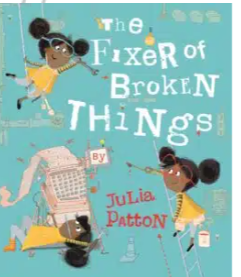 The
Fixer of
Broken
Things
By
Julia
Patton